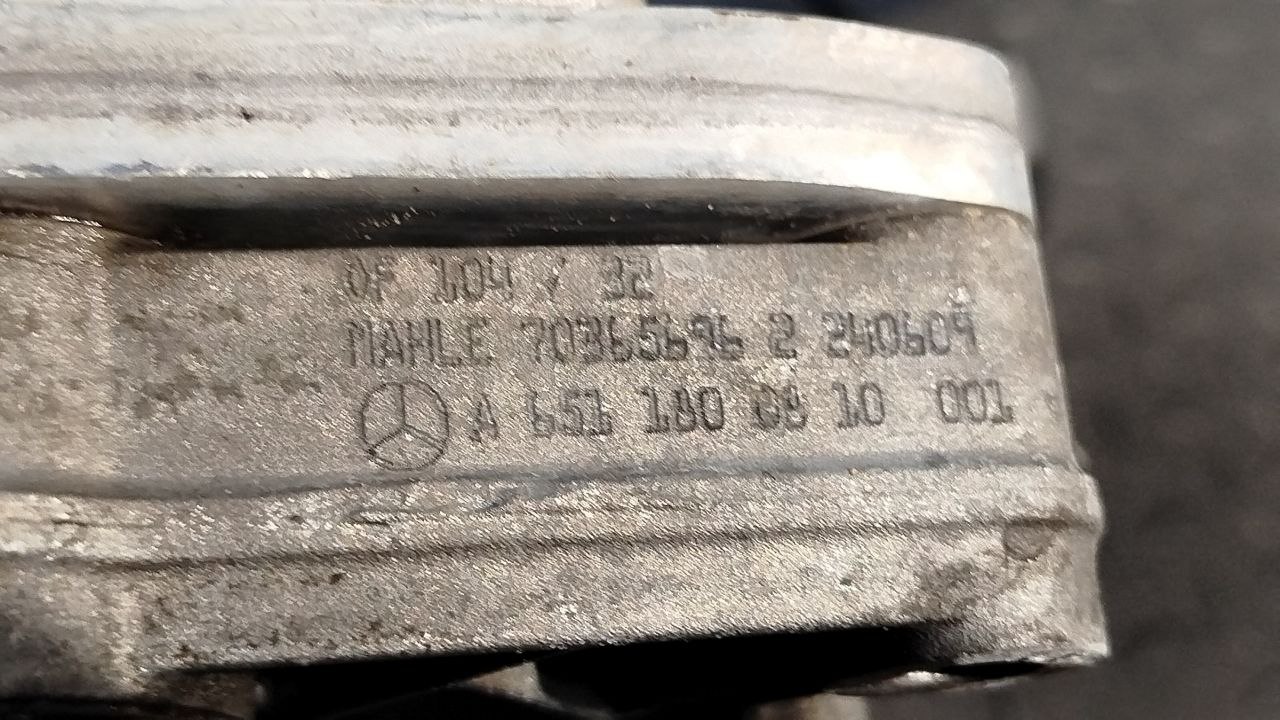 OF 104 / 32
MAHLE 70365696 2 240609
A 651 180 08 10 001